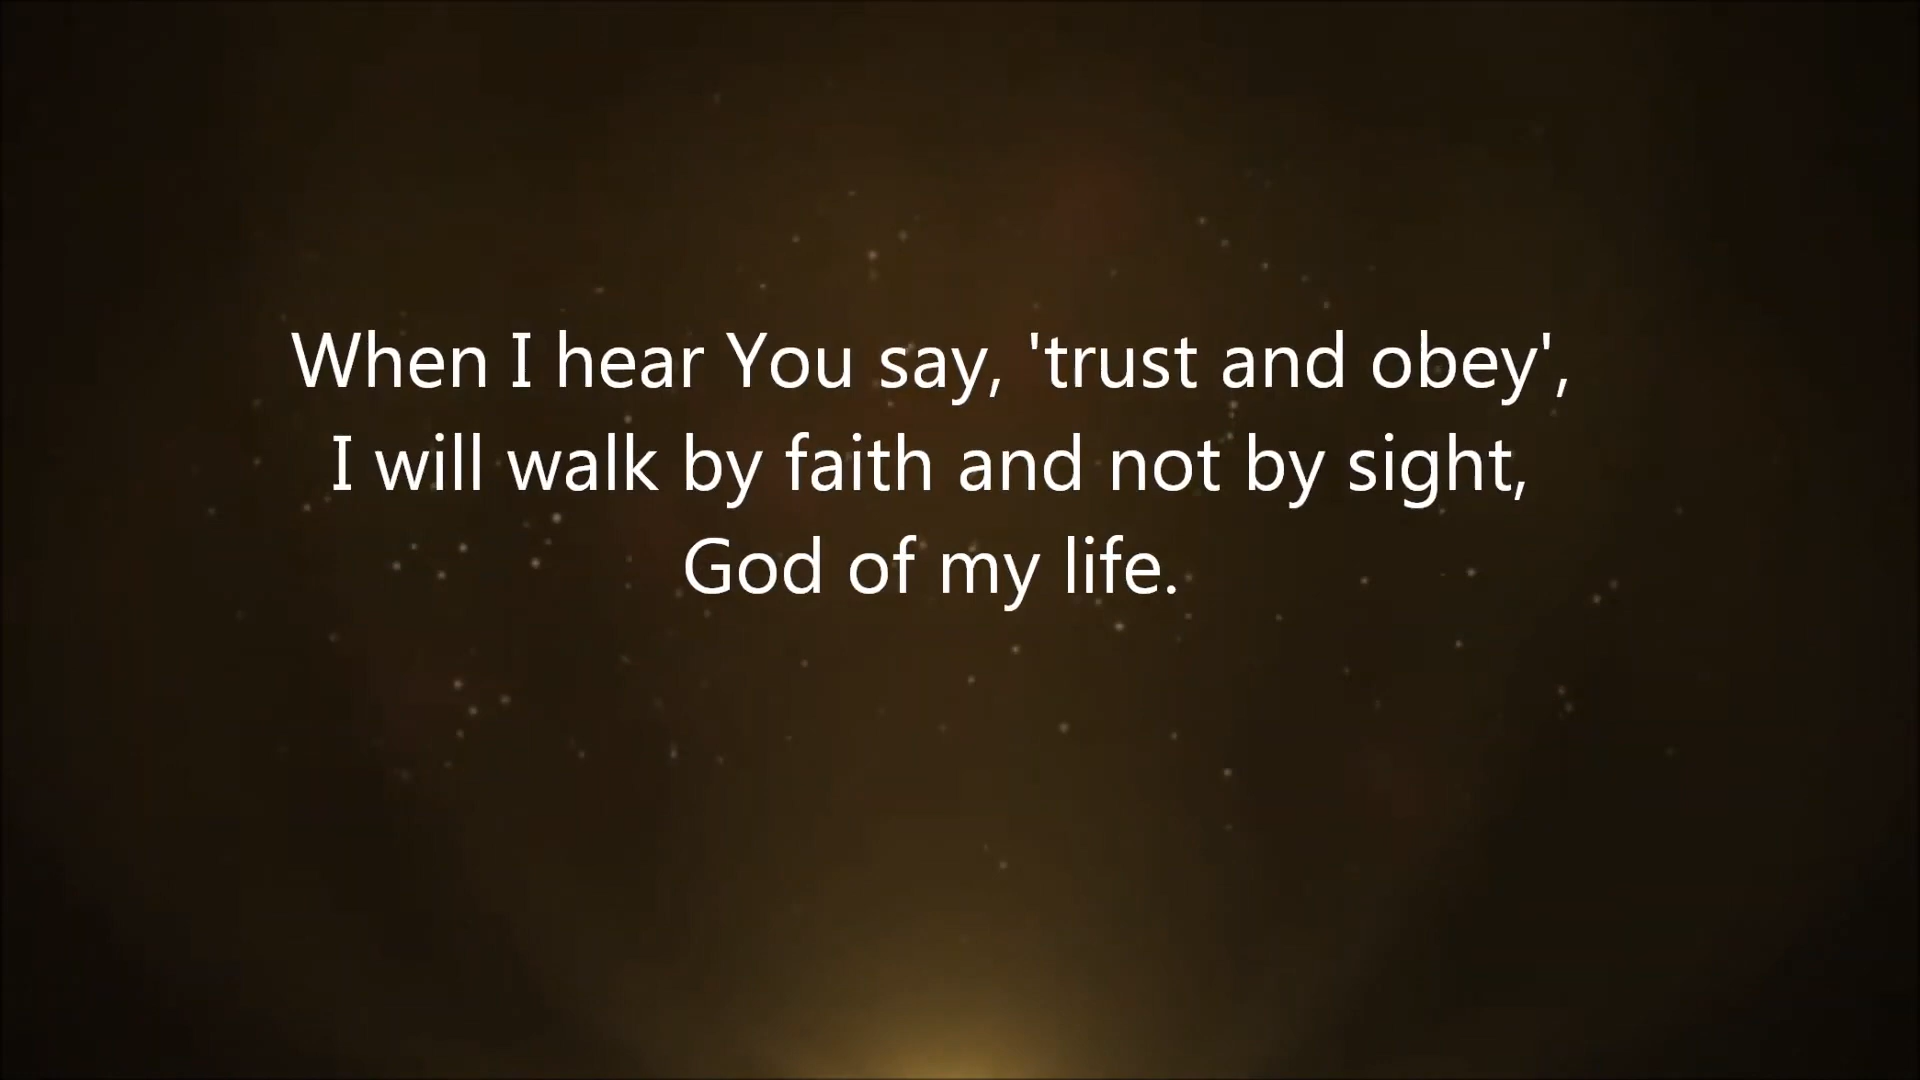 When I hear You say, 'trust and obey',
I will walk by faith and not by sight,
God of my life.